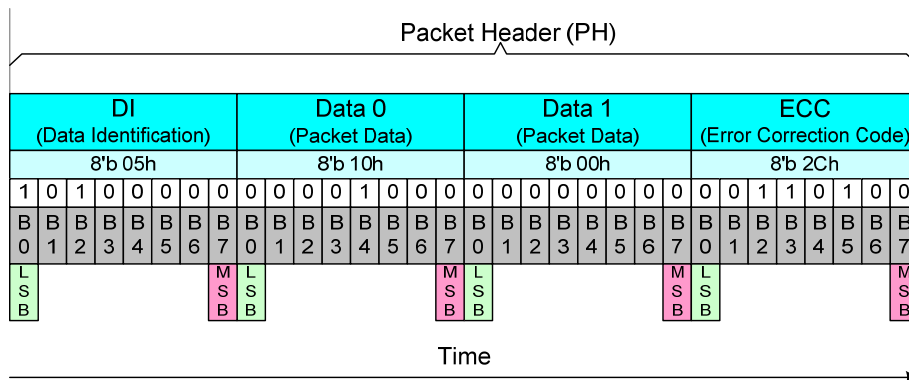 Packet Header (PH)
DI Data 0 Data 1 ECC
(Data Identification) (Packet Data) (Packet Data) (Error Correction Code)
8'b 05h 8'b 10h 8'b 00h 8'b 2Ch
1 0 1 0 0 0 0 0 0 0 0 0 1 0 0 0 0 0 0 0 0 0 0 0 0 0 1 1 0 1 0 0
B0 B1 B2 B3 B4 B5 B6 B7 B0 B1 B2 B3 B4 B5 B6 B7 B0 B1 B2 B3 B4 B5 B6 B7 B0 B1 B2 B3 B4 B5 B6 B7
LSB MSB LSB MSB LSB MSB LSB MSB
Time